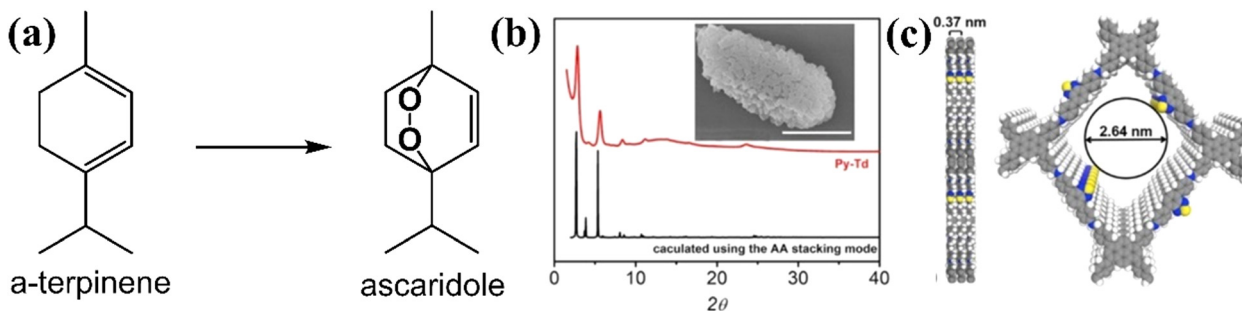 (a)
O
O
a-terpinene
ascaridole
(b)
Py-Td
caculated using the AA stacking mode
0 10 20 30 40
2θ
(c)
0.37 nm
2.64 nm